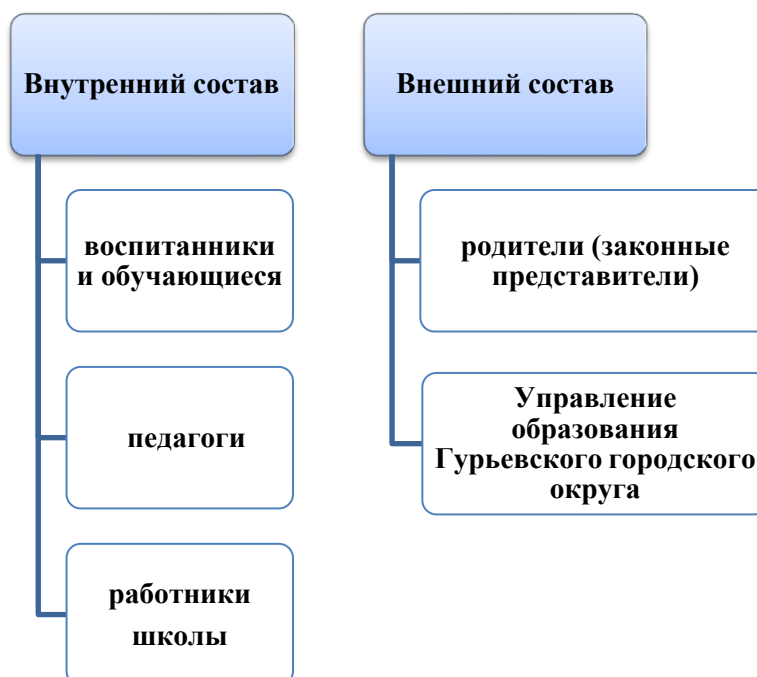 Внутренний состав
воспитанники
и обучающиеся
педагоги
работники
школы
Внешний состав
родители (законные
представители)
Управление
образования
Гурьевского городского
округа